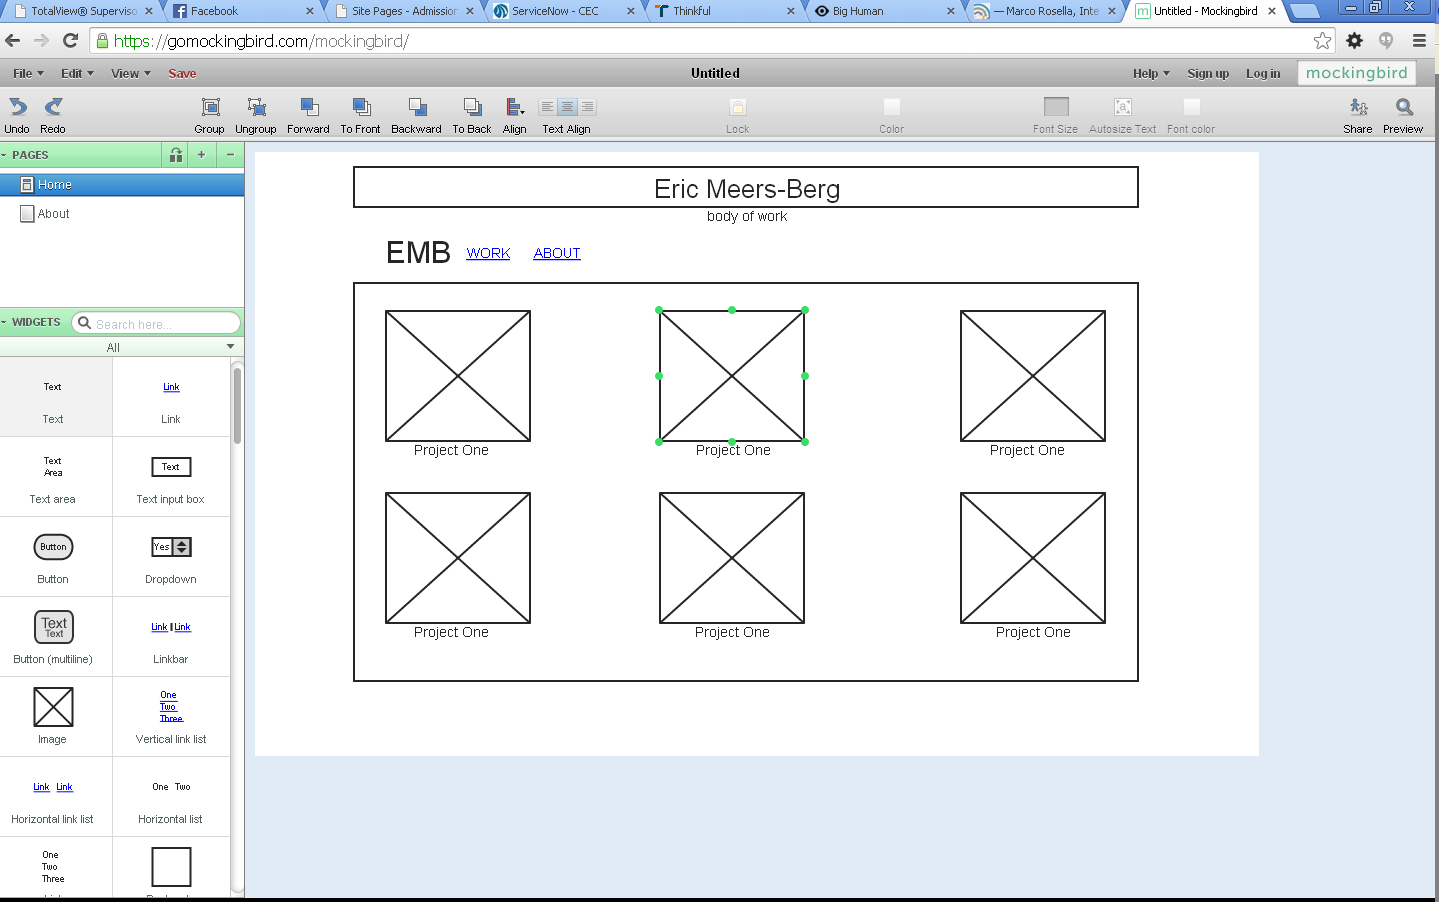 TotalView® Superviso
Facebook
Site Pages - Admission
ServiceNow - CEC
Thinkful
Big Human
— Marco Rosella, Inte
Untitled - Mockingbird
https://gomockingbird.com/mockingbird/
File Edit View Save
Untitled
Help Sign up Log in mockingbird
Undo Redo Group Ungroup Forward To Front Backward To Back Align Text Align Lock Color Font Size Autosize Text Font color Share Preview
PAGES
Home
About
WIDGETS Search here...
All
Text Link
Text Link
Text
Area
Text
Text area Text input box
Button Yes
Button Dropdown
Text
Text
Link Link
Button (multiline) Linkbar
One
Two
Three
Image Vertical link list
Link Link One Two
Horizontal link list Horizontal list
One
Two
Three
Eric Meers-Berg
body of work
EMB WORK ABOUT
Project One Project One Project One
Project One Project One Project One